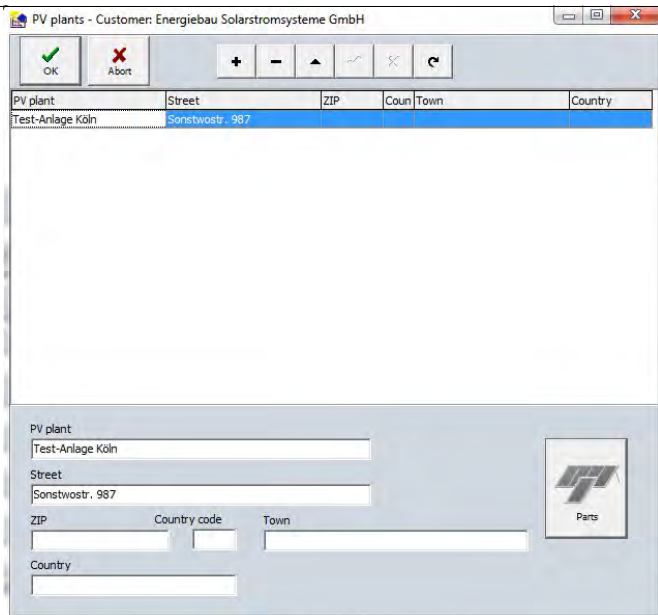 PV plants - Customer: Energiebau Solarstromsysteme GmbH
OK Abort
PV plant Street ZIP Coun Town Country
Test-Anlage Köln Sonstwostr. 987
PV plant
Test-Anlage Köln
Street
Sonstwostr. 987
ZIP Country code Town
Country
Parts